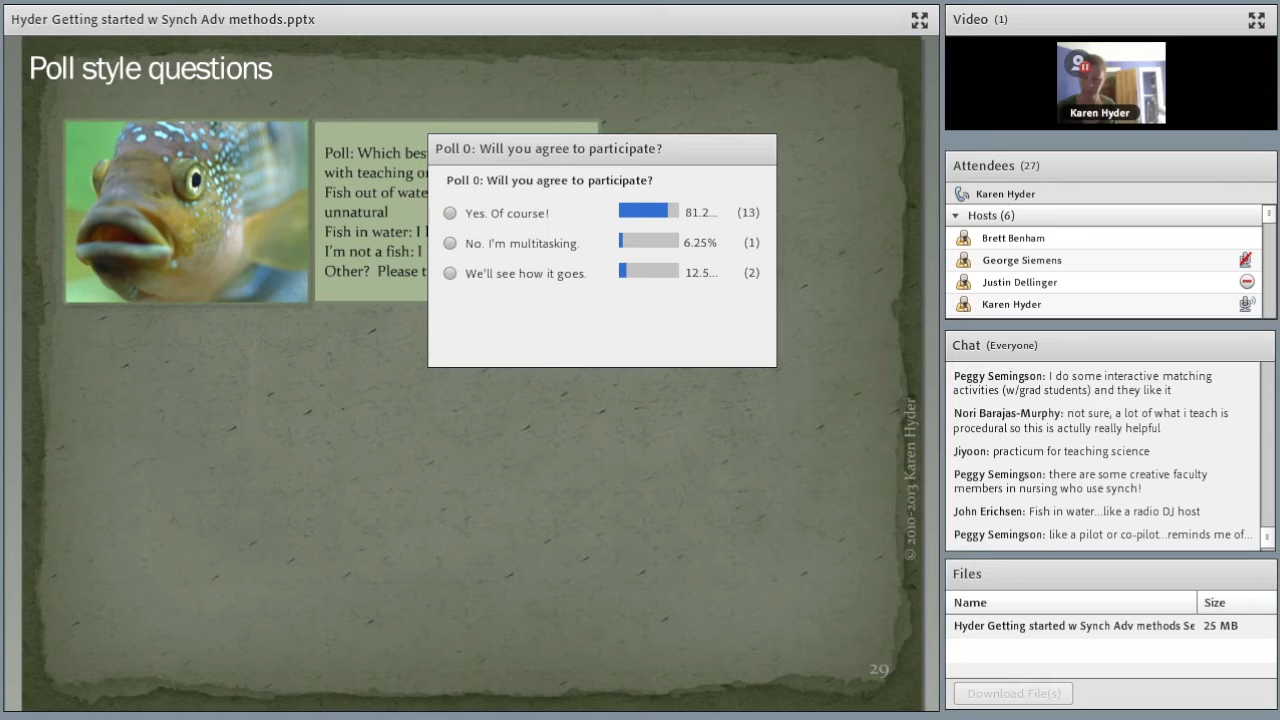 Hyder Getting started w Synch Adv methods.pptx
Poll style questions
Poll: Which bes
with teaching or
Fish out of wate
unnatural
Fish in water: I l
I'm not a fish: I
Other? Please t
Poll 0: Will you agree to participate?
Poll 0: Will you agree to participate?
Yes. Of course! 81.2... (13)
No. I'm multitasking. 6.25% (1)
We'll see how it goes. 12.5... (2)
© 2010-2013 Karen Hyder
29
Video (1)
Karen Hyder
Attendees (27)
Karen Hyder
Hosts (6)
Brett Benham
George Siemens
Justin Dellinger
Karen Hyder
Chat (Everyone)
Peggy Semingson: I do some interactive matching
activities (w/grad students) and they like it
Nori Barajas-Murphy: not sure, a lot of what i teach is
procedural so this is actully really helpful
Jiyoon: practicum for teaching science
Peggy Semingson: there are some creative faculty
members in nursing who use synch!
John Erichsen: Fish in water...like a radio DJ host
Peggy Semingson: like a pilot or co-pilot...reminds me of...
Files
Name Size
Hyder Getting started w Synch Adv methods Se 25 MB
Download File(s)